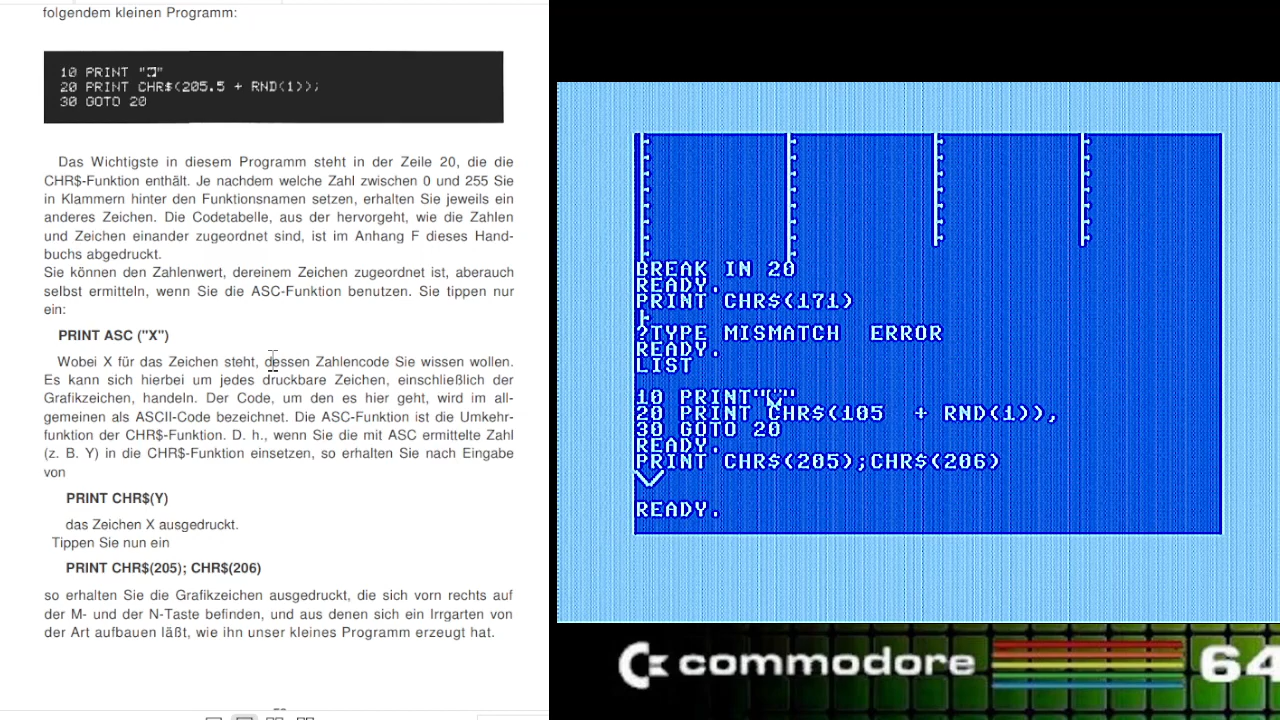 folgendem kleinen Programm:
10 PRINT "❏"
20 PRINT CHR$(205.5 + RND(1));
30 GOTO 20
Das Wichtigste in diesem Programm steht in der Zeile 20, die die
CHR$-Funktion enthält. Je nachdem welche Zahl zwischen 0 und 255 Sie
in Klammern hinter den Funktionsnamen setzen, erhalten Sie jeweils ein
anderes Zeichen. Die Codetabelle, aus der hervorgeht, wie die Zahlen
und Zeichen einander zugeordnet sind, ist im Anhang F dieses Hand-
buchs abgedruckt.
Sie können den Zahlenwert, dereinem Zeichen zugeordnet ist, aberauch
selbst ermitteln, wenn Sie die ASC-Funktion benutzen. Sie tippen nur
ein:
PRINT ASC ("X")
Wobei X für das Zeichen steht, dessen Zahlencode Sie wissen wollen.
Es kann sich hierbei um jedes druckbare Zeichen, einschließlich der
Grafikzeichen, handeln. Der Code, um den es hier geht, wird im all-
gemeinen als ASCII-Code bezeichnet. Die ASC-Funktion ist die Umkehr-
funktion der CHR$-Funktion. D. h., wenn Sie die mit ASC ermittelte Zahl
(z. B. Y) in die CHR$-Funktion einsetzen, so erhalten Sie nach Eingabe
von
PRINT CHR$(Y)
das Zeichen X ausgedruckt.
Tippen Sie nun ein
PRINT CHR$(205); CHR$(206)
so erhalten Sie die Grafikzeichen ausgedruckt, die sich vorn rechts auf
der M- und der N-Taste befinden, und aus denen sich ein Irrgarten von
der Art aufbauen läßt, wie ihn unser kleines Programm erzeugt hat.
BREAK IN 20
READY.
PRINT CHR$(171)
├
?TYPE MISMATCH  ERROR
READY.
LIST
10 PRINT""
20 PRINT CHR$(105  + RND(1)),
30 GOTO 20
READY.
PRINT CHR$(205);CHR$(206)
╲╱
READY.
commodore 64